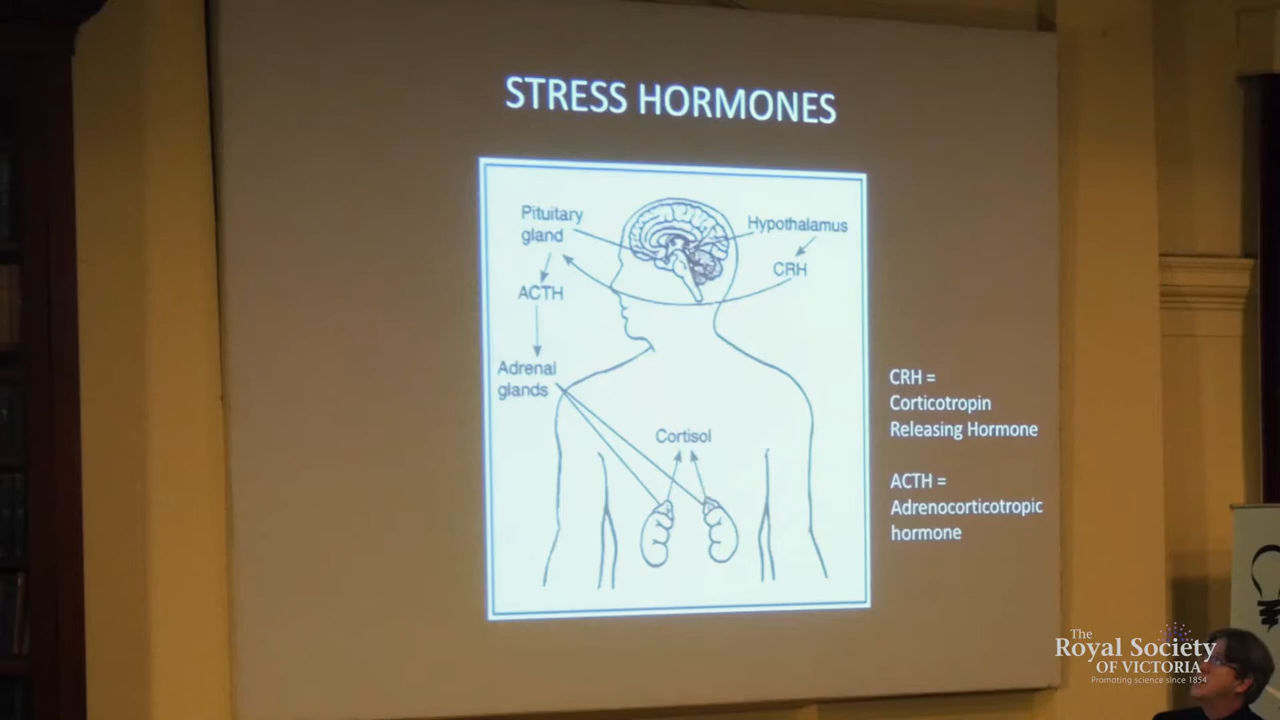 STRESS HORMONES
Pituitary
gland
Hypothalamus
CRH
ACTH
Adrenal
glands
Cortisol
CRH =
Corticotropin
Releasing Hormone
ACTH =
Adrenocorticotropic
hormone
The
Royal Society
OF VICTORIA
Promoting science since 1854